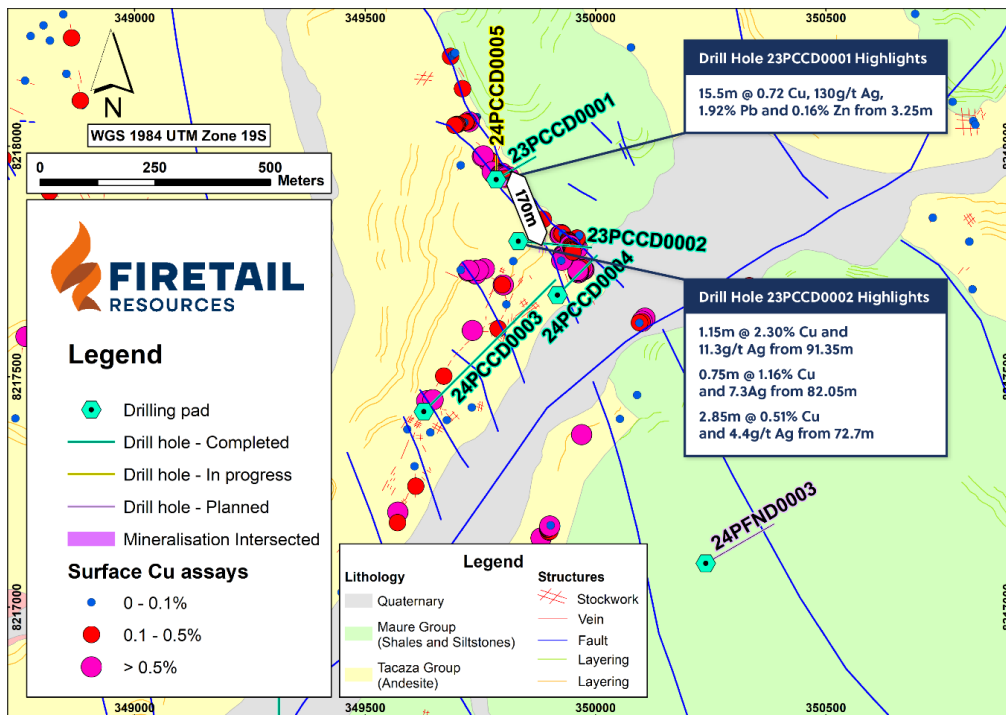 349000
349500
350000
350500
N
WGS 1984 UTM Zone 19S
0 250 500
Meters
FIRETAIL
RESOURCES
Legend
Drilling pad
Drill hole - Completed
Drill hole - In progress
Drill hole - Planned
Mineralisation Intersected
Surface Cu assays
0 - 0.1%
0.1 - 0.5%
> 0.5%
24PCCD0005
23PCCD0001
170m
23PCCD0002
24PCCD0004
24PCCD0003
24PFND0003
Drill Hole 23PCCD0001 Highlights
15.5m @ 0.72 Cu, 130g/t Ag,
1.92% Pb and 0.16% Zn from 3.25m
Drill Hole 23PCCD0002 Highlights
1.15m @ 2.30% Cu and
11.3g/t Ag from 91.35m
0.75m @ 1.16% Cu
and 7.3Ag from 82.05m
2.85m @ 0.51% Cu
and 4.4g/t Ag from 72.7m
Legend
Lithology
Quaternary
Maure Group
(Shales and Siltstones)
Tacaza Group
(Andesite)
Structures
Stockwork
Vein
Fault
Layering
Layering
8218000
8217500
8217000
349000
349500
350000
350500